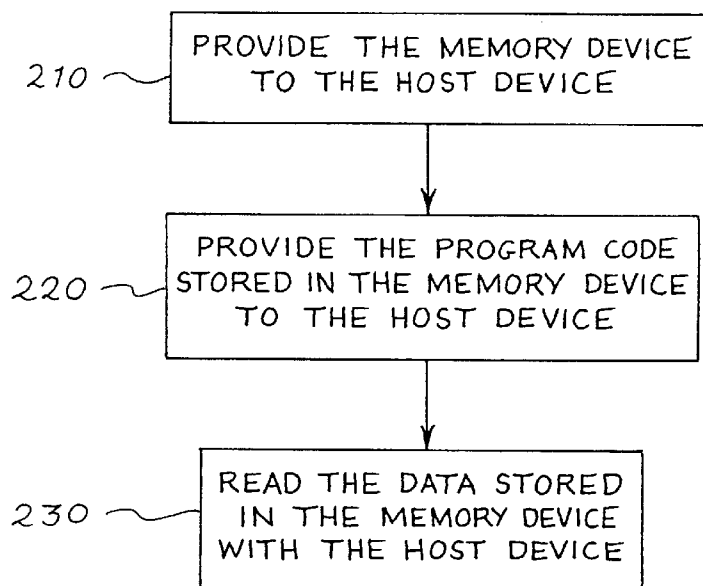 210
PROVIDE THE MEMORY DEVICE
TO THE HOST DEVICE
220
PROVIDE THE PROGRAM CODE
STORED IN THE MEMORY DEVICE
TO THE HOST DEVICE
230
READ THE DATA STORED
IN THE MEMORY DEVICE
WITH THE HOST DEVICE